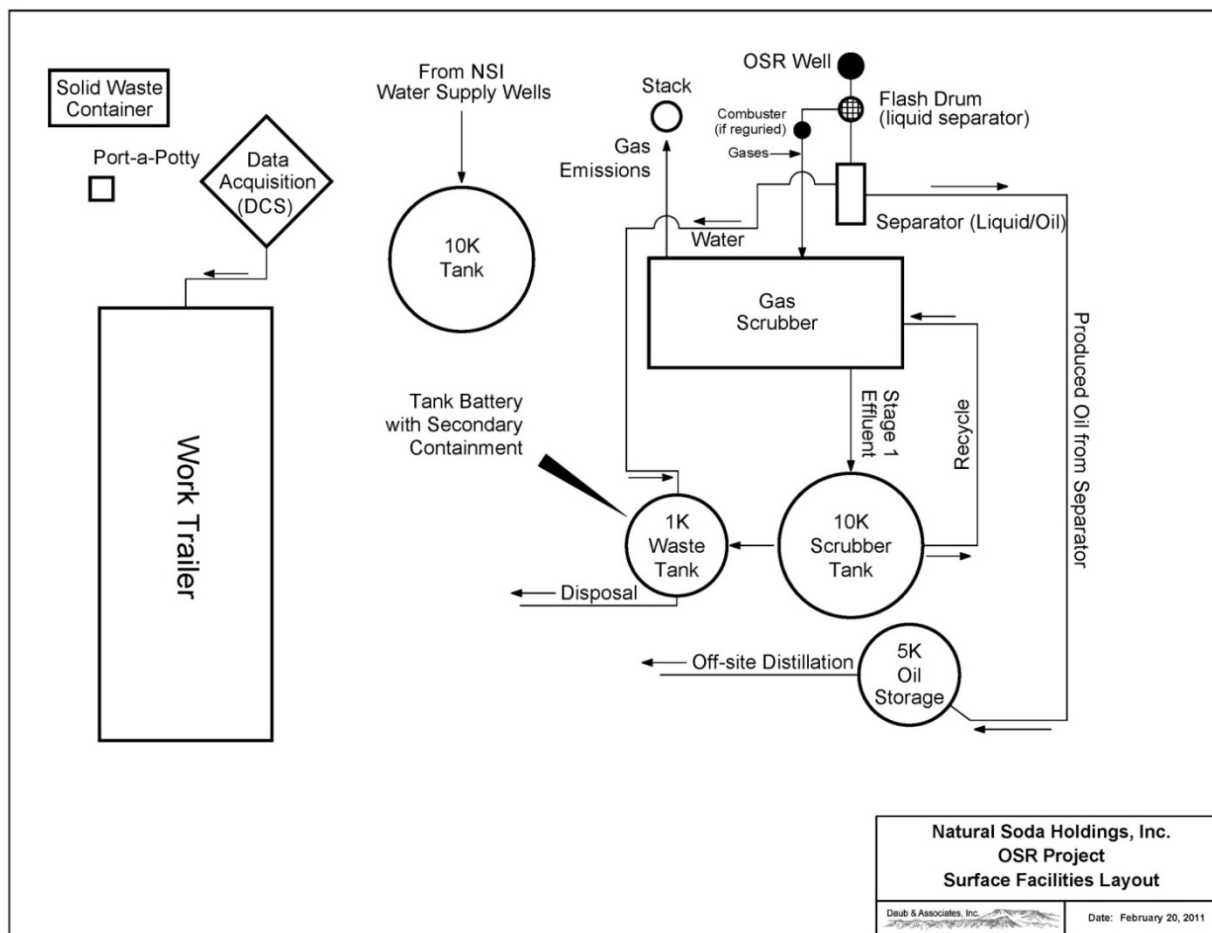 Solid Waste
Container
Port-a-Potty
Data
Acquisition
(DCS)
Work Trailer
From NSI
Water Supply Wells
10K
Tank
Stack
Gas
Emissions
OSR Well
Flash Drum
(liquid separator)
Combuster
(if reguried)
Gases
Separator (Liquid/Oil)
Water
Gas
Scrubber
Stage 1
Effluent
Recycle
Produced Oil from Separator
Tank Battery
with Secondary
Containment
1K
Waste
Tank
10K
Scrubber
Tank
Disposal
5K
Oil
Storage
Off-site Distillation
Natural Soda Holdings, Inc.
OSR Project
Surface Facilities Layout
Daub & Associates, Inc.
Date: February 20, 2011